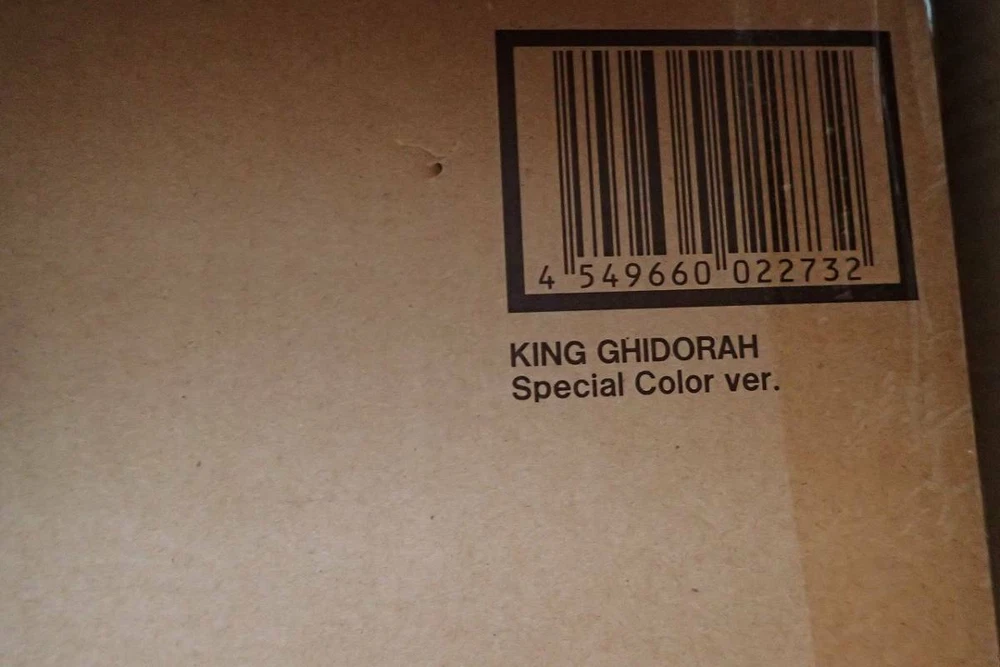 4 549660 022732
KING GHIDORAH
Special Color ver.